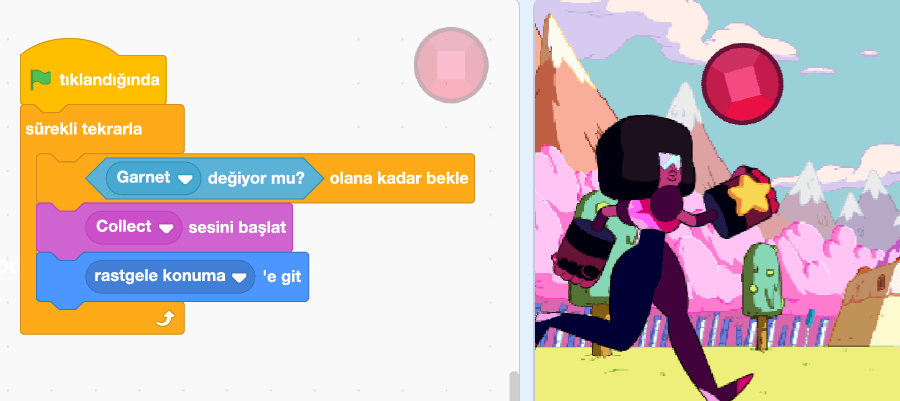 tıklandığında
sürekli tekrarla
Garnet değiyor mu? olana kadar bekle
Collect sesini başlat
rastgele konuma 'e git